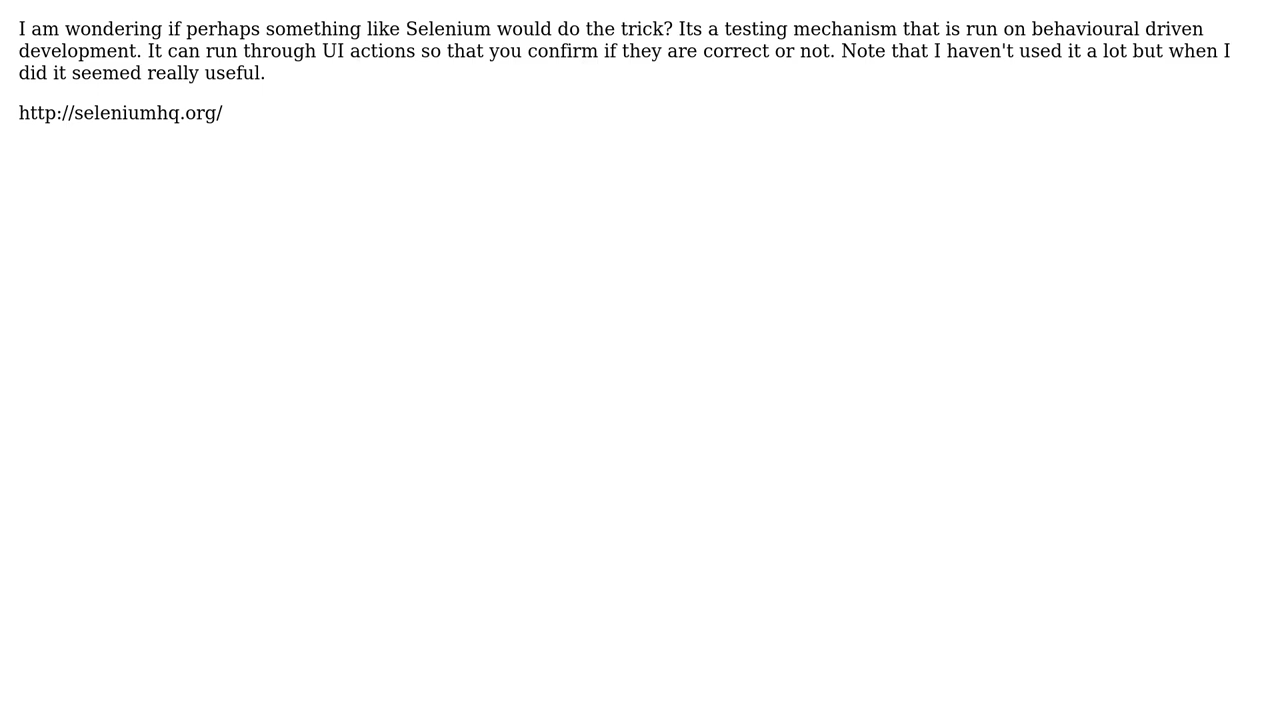 I am wondering if perhaps something like Selenium would do the trick? Its a testing mechanism that is run on behavioural driven
development. It can run through UI actions so that you confirm if they are correct or not. Note that I haven't used it a lot but when I
did it seemed really useful.
http://seleniumhq.org/